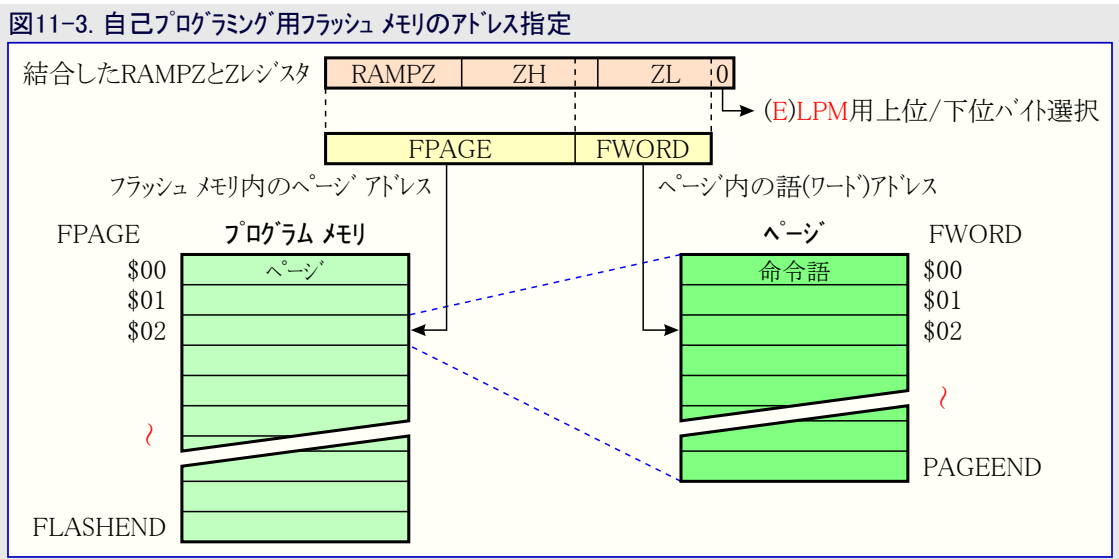 図11-3. 自己プログラミング用フラッシュ メモリのアドレス指定
結合したRAMPZとZレジスタ RAMPZ ZH ZL 0
(E)LPM用上位/下位バイト選択
FPAGE FWORD
フラッシュ メモリ内のページ アドレス ページ内の語(ワード)アドレス
FPAGE プログラム メモリ ページ FWORD
$00 ページ 命令語 $00
$01 $01
$02 $02
~ ~
PAGEEND
FLASHEND